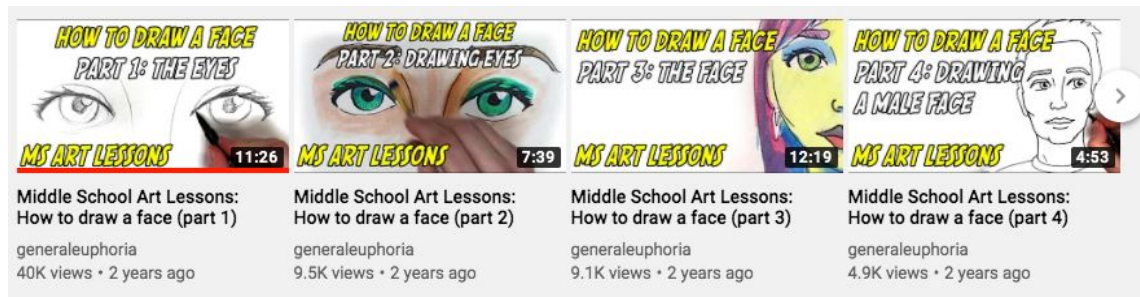 HOW TO DRAW A FACE
PART 1: THE EYES
MS ART LESSONS
11:26
Middle School Art Lessons:
How to draw a face (part 1)
generaleuphoria
40K views • 2 years ago
HOW TO DRAW A FACE
PART 2: DRAWING EYES
MS ART LESSONS
7:39
Middle School Art Lessons:
How to draw a face (part 2)
generaleuphoria
9.5K views • 2 years ago
HOW TO DRAW A FACE
PART 3: THE FACE
MS ART LESSONS
12:19
Middle School Art Lessons:
How to draw a face (part 3)
generaleuphoria
9.1K views • 2 years ago
HOW TO DRAW A FACE
PART 4: DRAWING
A MALE FACE
MS ART LESSONS
4:53
Middle School Art Lessons:
How to draw a face (part 4)
generaleuphoria
4.9K views • 2 years ago